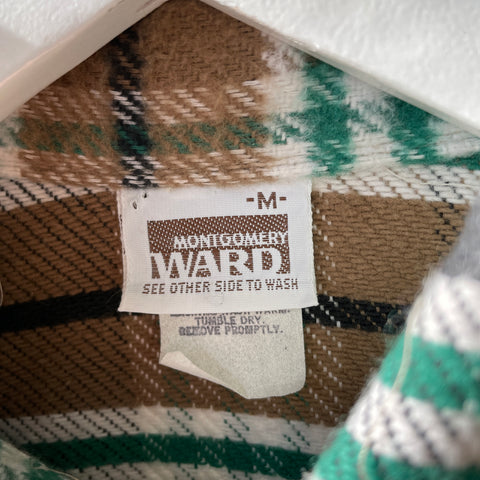 -M-
MONTGOMERY
WARD
SEE OTHER SIDE TO WASH
TUMBLE DRY.
REMOVE PROMPTLY.